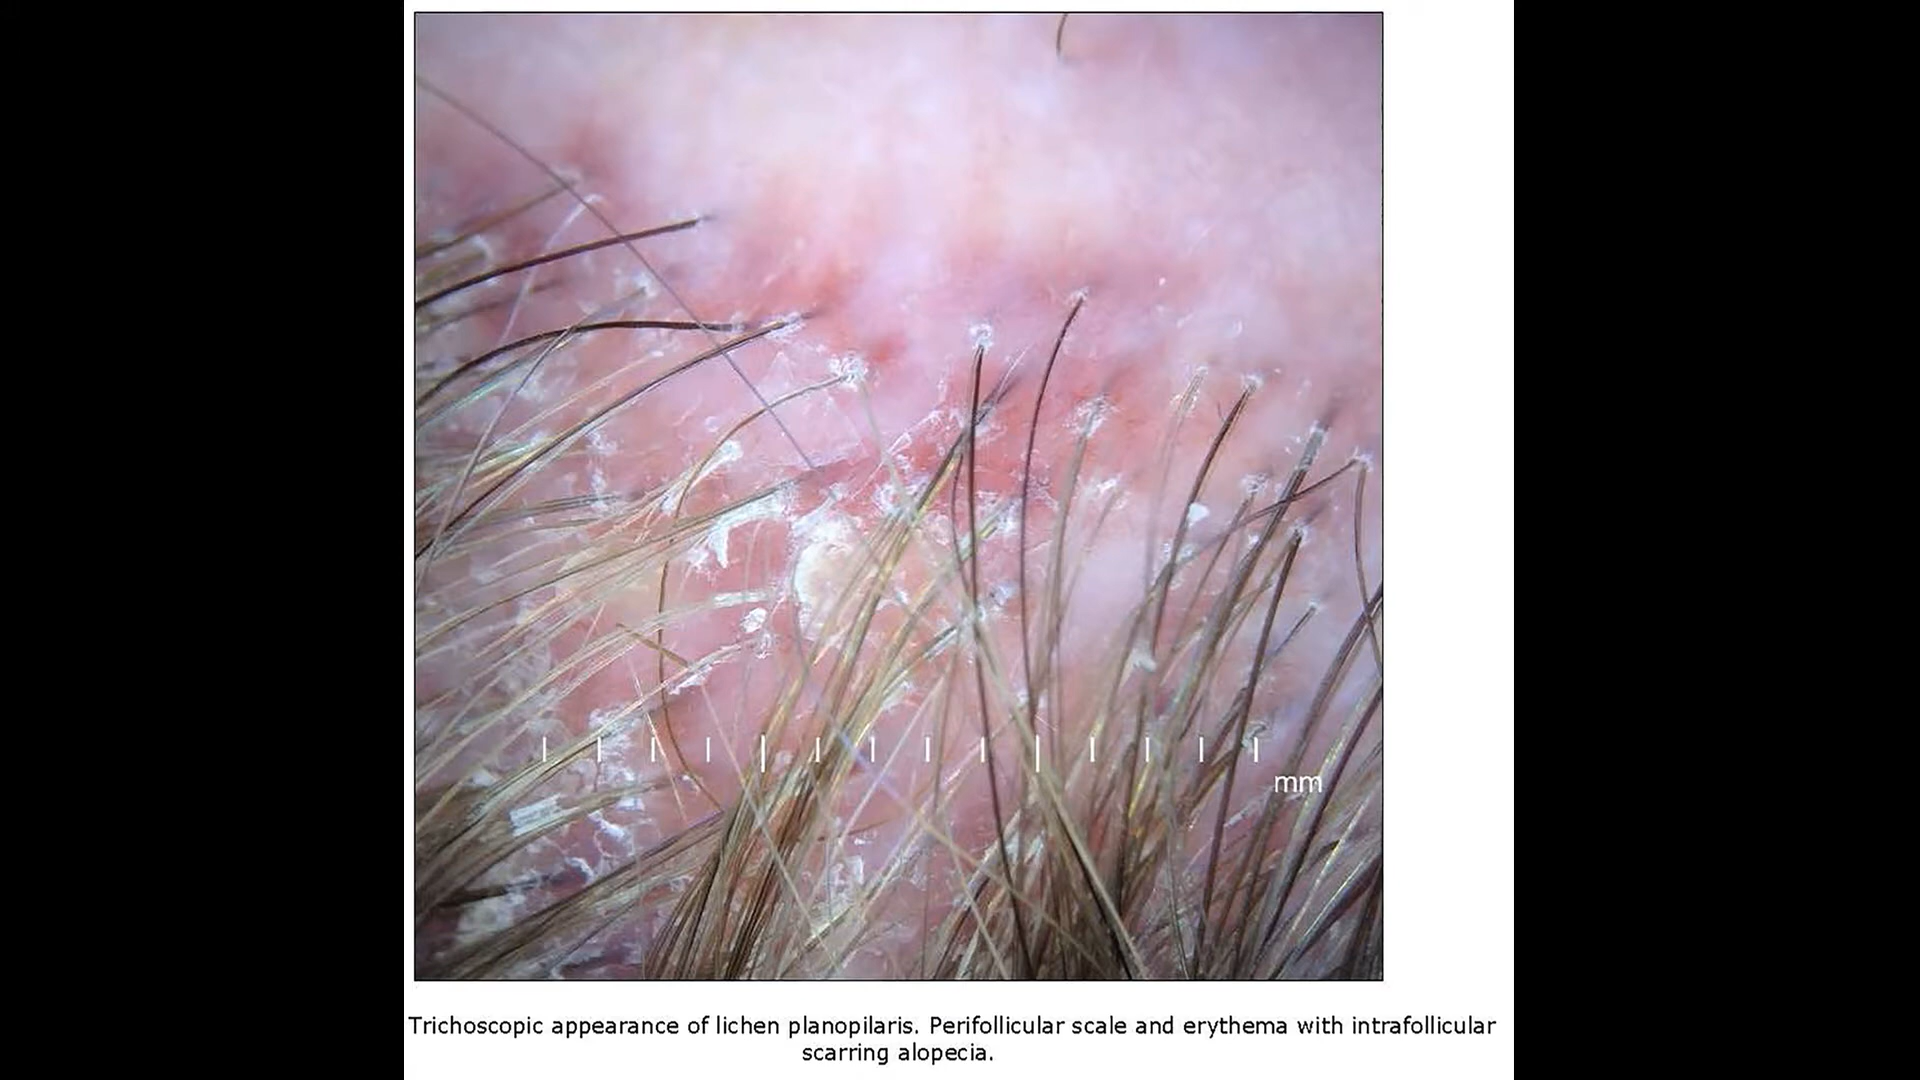 mm
Trichoscopic appearance of lichen planopilaris. Perifollicular scale and erythema with intrafollicular
scarring alopecia.